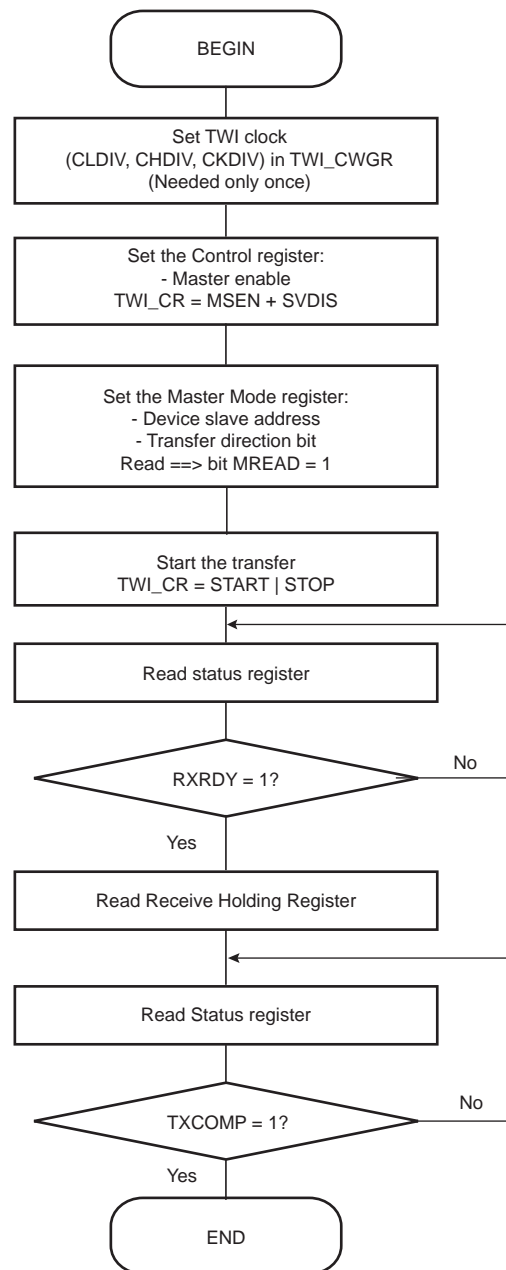 BEGIN
Set TWI clock
(CLDIV, CHDIV, CKDIV) in TWI_CWGR
(Needed only once)
Set the Control register:
- Master enable
TWI_CR = MSEN + SVDIS
Set the Master Mode register:
- Device slave address
- Transfer direction bit
Read ==> bit MREAD = 1
Start the transfer
TWI_CR = START | STOP
Read status register
RXRDY = 1?
No
Yes
Read Receive Holding Register
Read Status register
TXCOMP = 1?
No
Yes
END